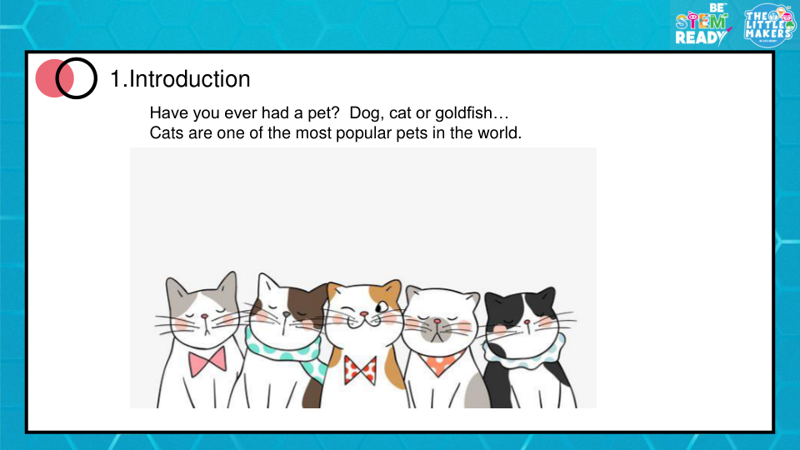 BE
STEM
READY
THE
LITTLE
MAKERS
1.Introduction
Have you ever had a pet?  Dog, cat or goldfish…
Cats are one of the most popular pets in the world.